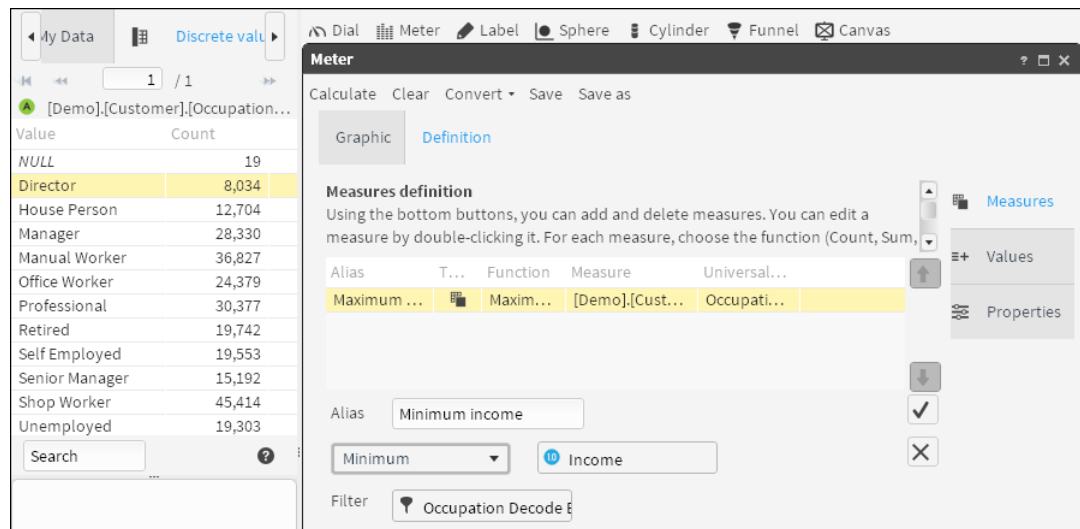 My Data
Discrete valu
Dial Meter Label Sphere Cylinder Funnel Canvas
Meter
?
1 / 1
A [Demo].[Customer].[Occupation...
Value Count
NULL 19
Director 8,034
House Person 12,704
Manager 28,330
Manual Worker 36,827
Office Worker 24,379
Professional 30,377
Retired 19,742
Self Employed 19,553
Senior Manager 15,192
Shop Worker 45,414
Unemployed 19,303
Search
?
Calculate Clear Convert Save Save as
Graphic Definition
Measures definition
Using the bottom buttons, you can add and delete measures. You can edit a
measure by double-clicking it. For each measure, choose the function (Count, Sum,
Alias T... Function Measure Universal...
Maximum ... Maxim... [Demo].[Cust... Occupati...
Alias Minimum income
Minimum 10 Income
Filter Occupation Decode E
Measures
Values
Properties